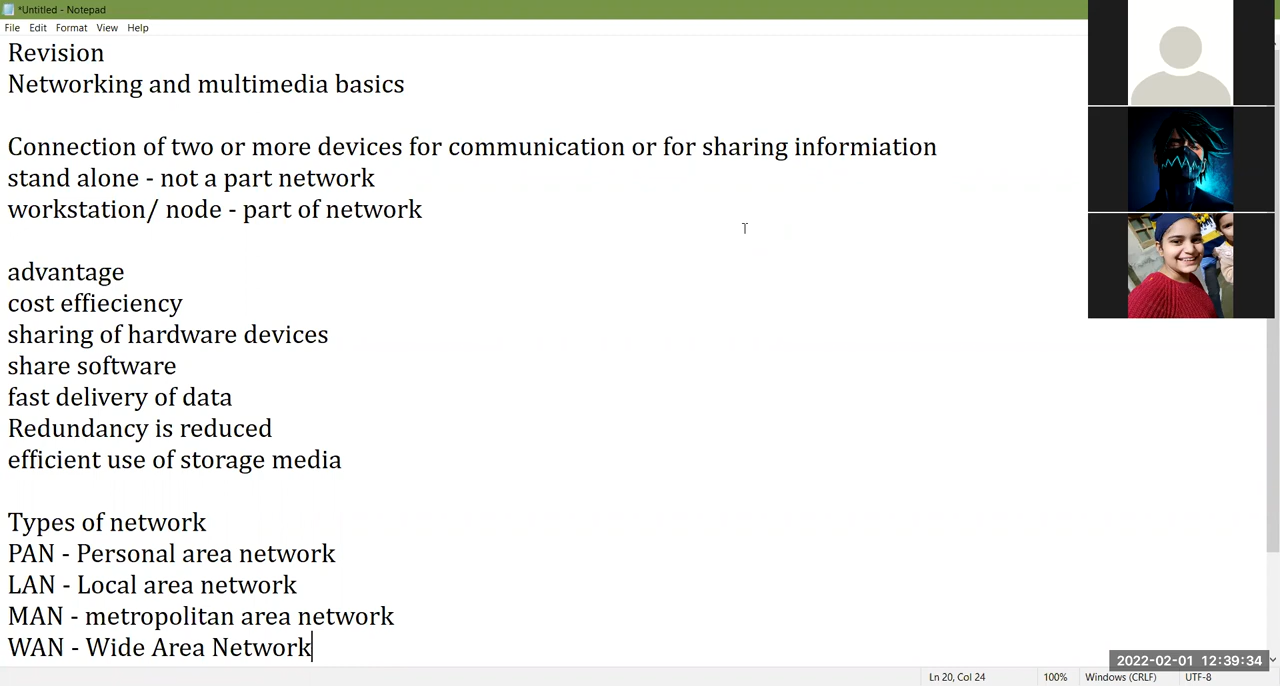 *Untitled - Notepad
File Edit Format View Help
Revision
Networking and multimedia basics
Connection of two or more devices for communication or for sharing informiation
stand alone - not a part network
workstation/ node - part of network
advantage
cost effieciency
sharing of hardware devices
share software
fast delivery of data
Redundancy is reduced
efficient use of storage media
Types of network
PAN - Personal area network
LAN - Local area network
MAN - metropolitan area network
WAN - Wide Area Network
2022-02-01 12:39:34
Ln 20, Col 24 100% Windows (CRLF) UTF-8